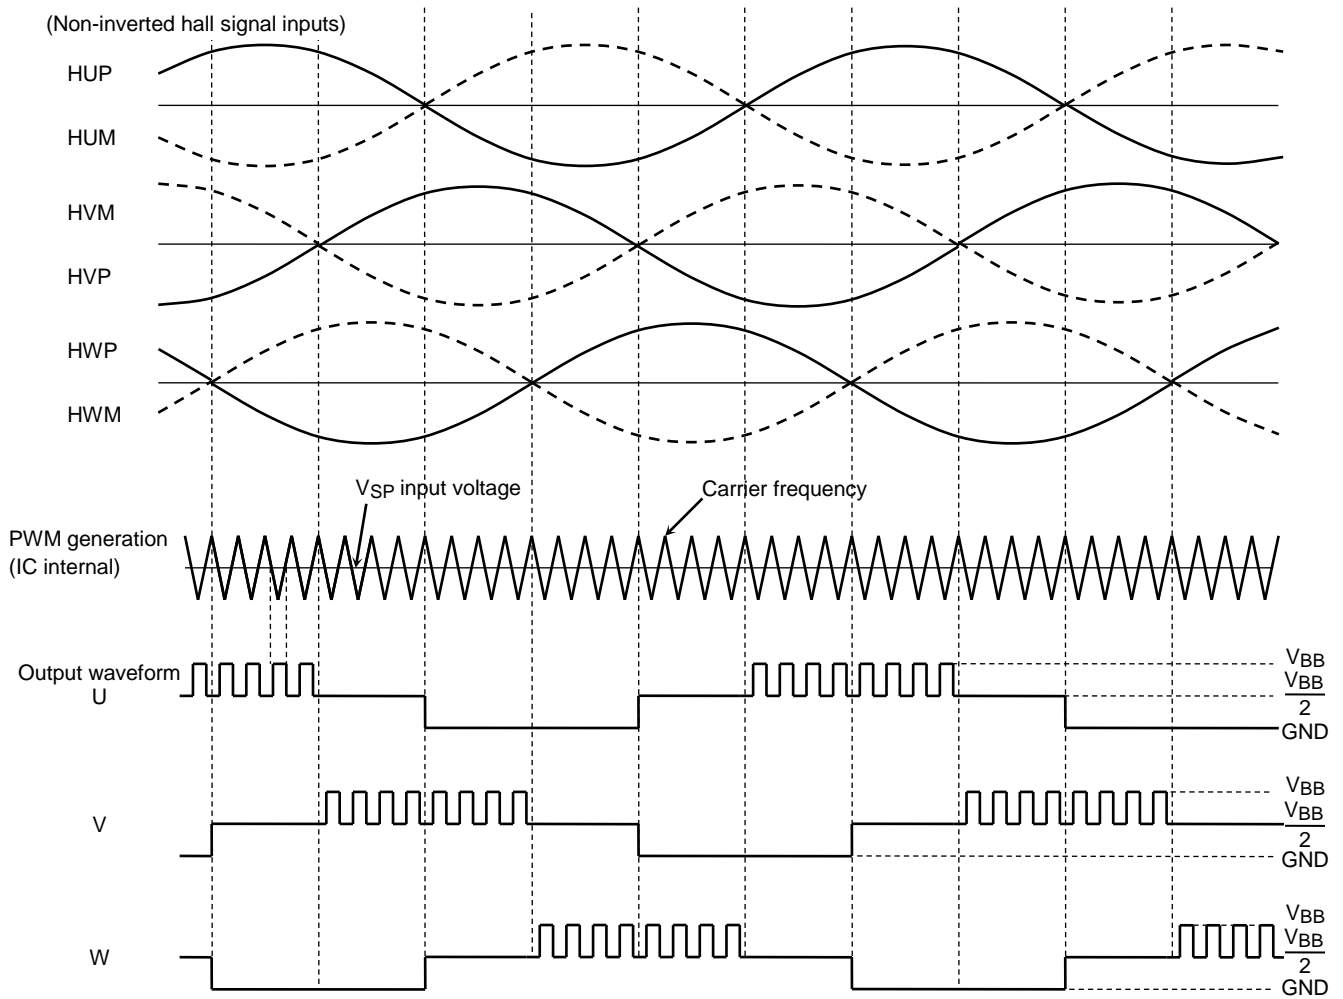 (Non-inverted hall signal inputs)
HUP
HUM
HVM
HVP
HWP
HWM
VSP input voltage
Carrier frequency
PWM generation
(IC internal)
Output waveform
U
VBB
VBB
2
GND
V
VBB
VBB
2
GND
W
VBB
VBB
2
GND